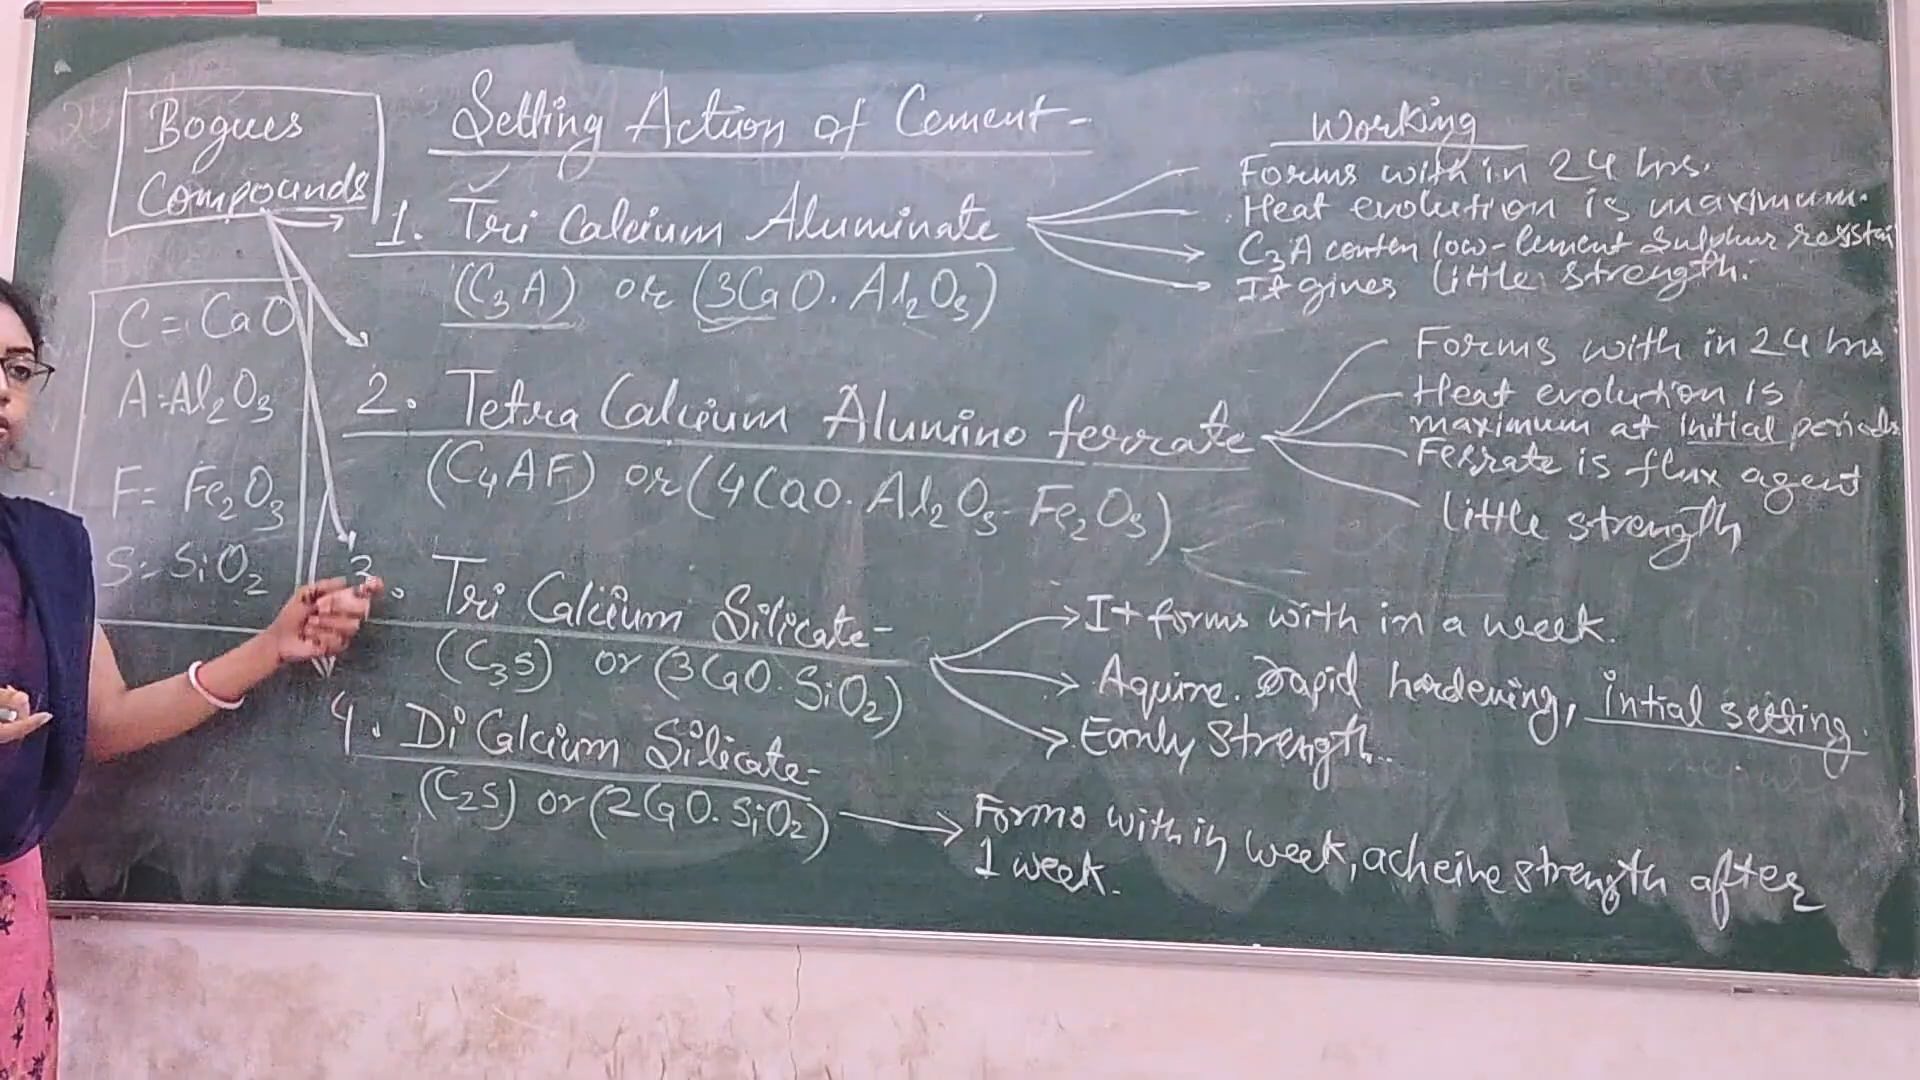 Bogues
Compounds
Setting Action of Cement-
Working
1. Tri Calcium Aluminate
(C3A) or (3CaO.Al2O3)
Forms with in 24 hrs.
Heat evolution is maximum.
C3A conten low-Cement Sulphur resistan
It gives little strength.
C = CaO
A:Al2O3
F= Fe2O3
S:SiO2
2. Tetra Calcium Alumino ferrate
(C4AF) or (4CaO.Al2O3-Fe2O3)
Forms with in 24 hrs
Heat evolution is
maximum at initial periods
Ferrate is flux agent
little strength
3. Tri Calcium Silicate-
(C3S) or (3CaO.SiO2)
It forms with in a week.
Aquire. rapid hardening, intial setting.
Early Strength.
4. Di Calcium Silicate-
(C2S) or (2CaO.SiO2)
Forms with in week, acheive strength after
1 week.